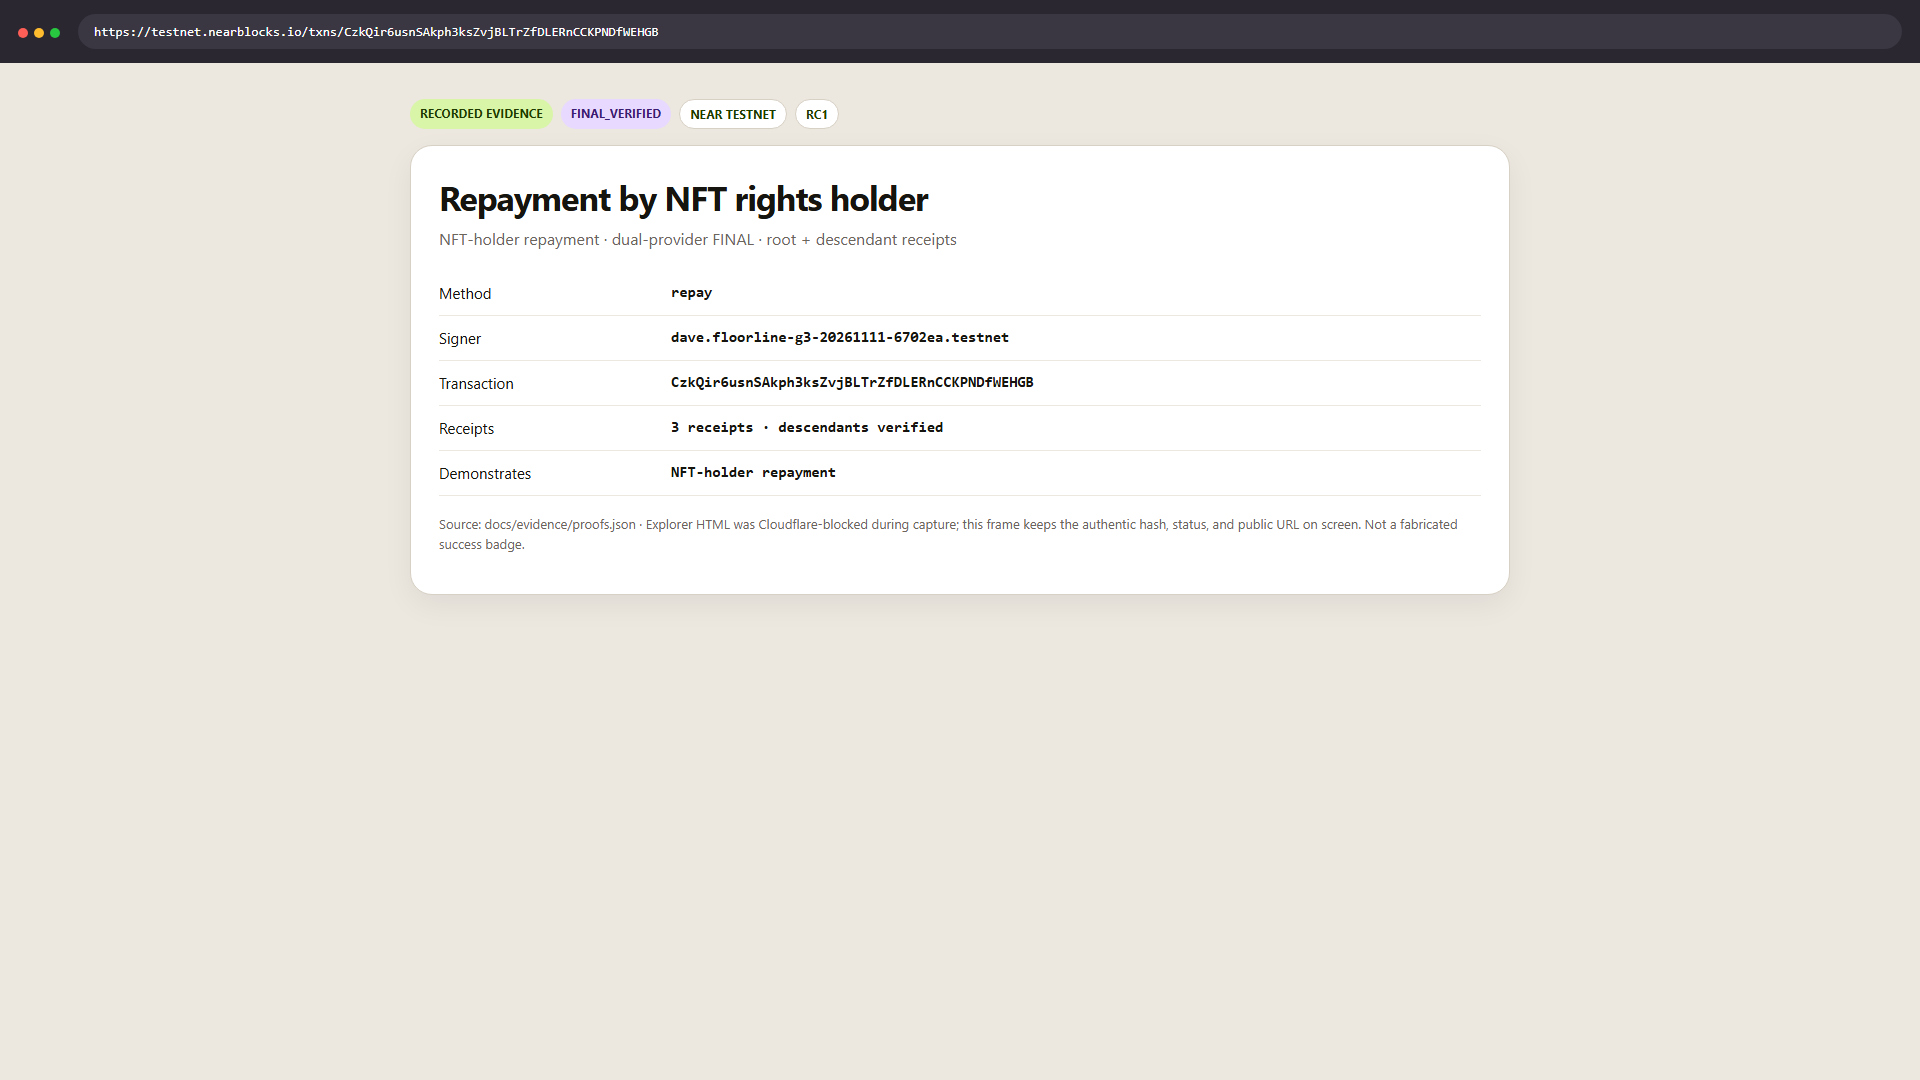 https://testnet.nearblocks.io/txns/CzkQir6usnSAkph3ksZvjBLTrZfDLERnCCKPNDfWEHGB
RECORDED EVIDENCE FINAL_VERIFIED NEAR TESTNET RC1
Repayment by NFT rights holder
NFT-holder repayment · dual-provider FINAL · root + descendant receipts
Method repay
Signer dave.floorline-g3-20261111-6702ea.testnet
Transaction CzkQir6usnSAkph3ksZvjBLTrZfDLERnCCKPNDfWEHGB
Receipts 3 receipts · descendants verified
Demonstrates NFT-holder repayment
Source: docs/evidence/proofs.json · Explorer HTML was Cloudflare-blocked during capture; this frame keeps the authentic hash, status, and public URL on screen. Not a fabricated
success badge.